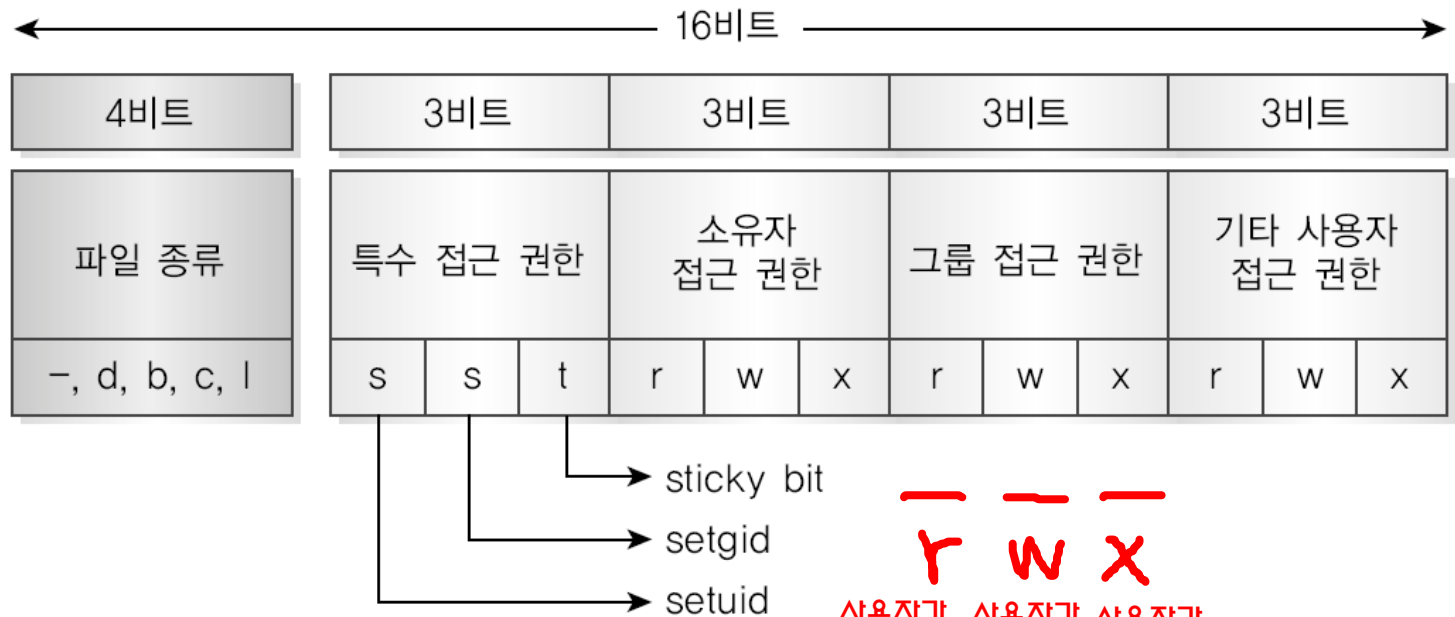 16비트
4비트 3비트 3비트 3비트 3비트
파일 종류 특수 접근 권한 소유자 접근 권한 그룹 접근 권한 기타 사용자 접근 권한
-, d, b, c, l s s t r w x r w x r w x
sticky bit
setgid
setuid
r w x